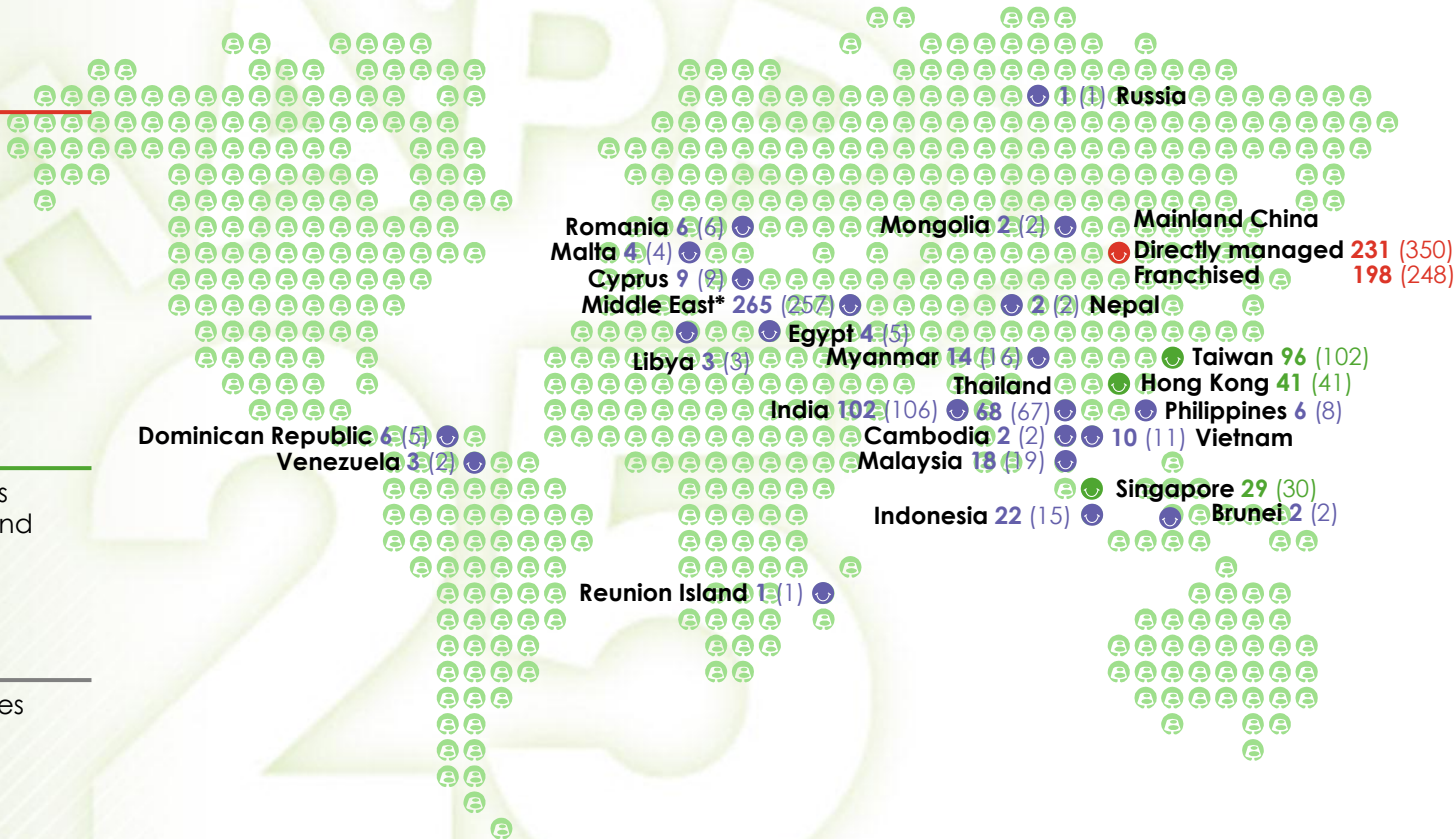 1 (1) Russia
Romania 6 (6)
Mongolia 2 (2)
Mainland China
Malta 4 (4)
Directly managed 231 (350)
Cyprus 9 (9)
Franchised 198 (248)
Middle East* 265 (257)
2 (2) Nepal
Egypt 4 (5)
Libya 3 (3)
Myanmar 14 (16)
Taiwan 96 (102)
Thailand
68 (67)
Hong Kong 41 (41)
India 102 (106)
Philippines 6 (8)
Dominican Republic 6 (5)
Cambodia 2 (2)
10 (11) Vietnam
Venezuela 3 (2)
Malaysia 18 (19)
s
Singapore 29 (30)
nd
Indonesia 22 (15)
Brunei 2 (2)
Reunion Island 1 (1)
es
25